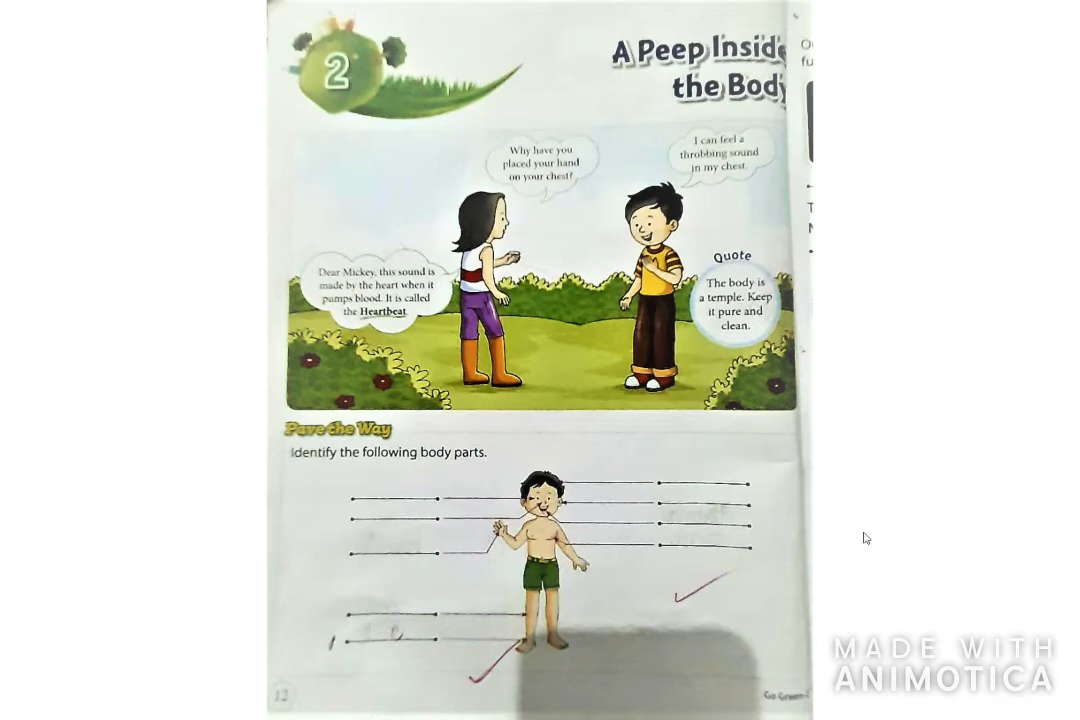 2
A Peep Inside
the Body
Why have you
placed your hand
on your chest?
I can feel a
throbbing sound
in my chest.
Dear Mickey, this sound is
made by the heart when it
pumps blood. It is called
the Heartbeat.
Quote
The body is
a temple. Keep
it pure and
clean.
Pave the Way
Identify the following body parts.
12
Go Green-
MADE WITH
ANIMOTICA